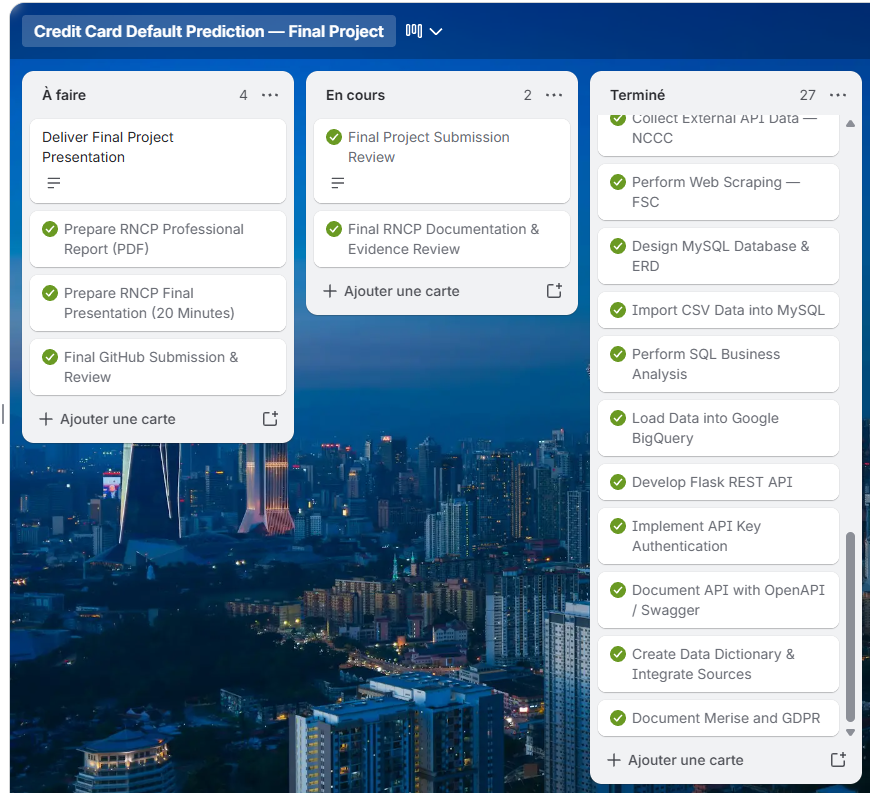 Credit Card Default Prediction — Final Project
À faire
4
Deliver Final Project
Presentation
Prepare RNCP Professional
Report (PDF)
Prepare RNCP Final
Presentation (20 Minutes)
Final GitHub Submission &
Review
Ajouter une carte
En cours
2
Final Project Submission
Review
Final RNCP Documentation &
Evidence Review
Ajouter une carte
Terminé
27
Collect External API Data —
NCCC
Perform Web Scraping —
FSC
Design MySQL Database &
ERD
Import CSV Data into MySQL
Perform SQL Business
Analysis
Load Data into Google
BigQuery
Develop Flask REST API
Implement API Key
Authentication
Document API with OpenAPI
/ Swagger
Create Data Dictionary &
Integrate Sources
Document Merise and GDPR
Ajouter une carte